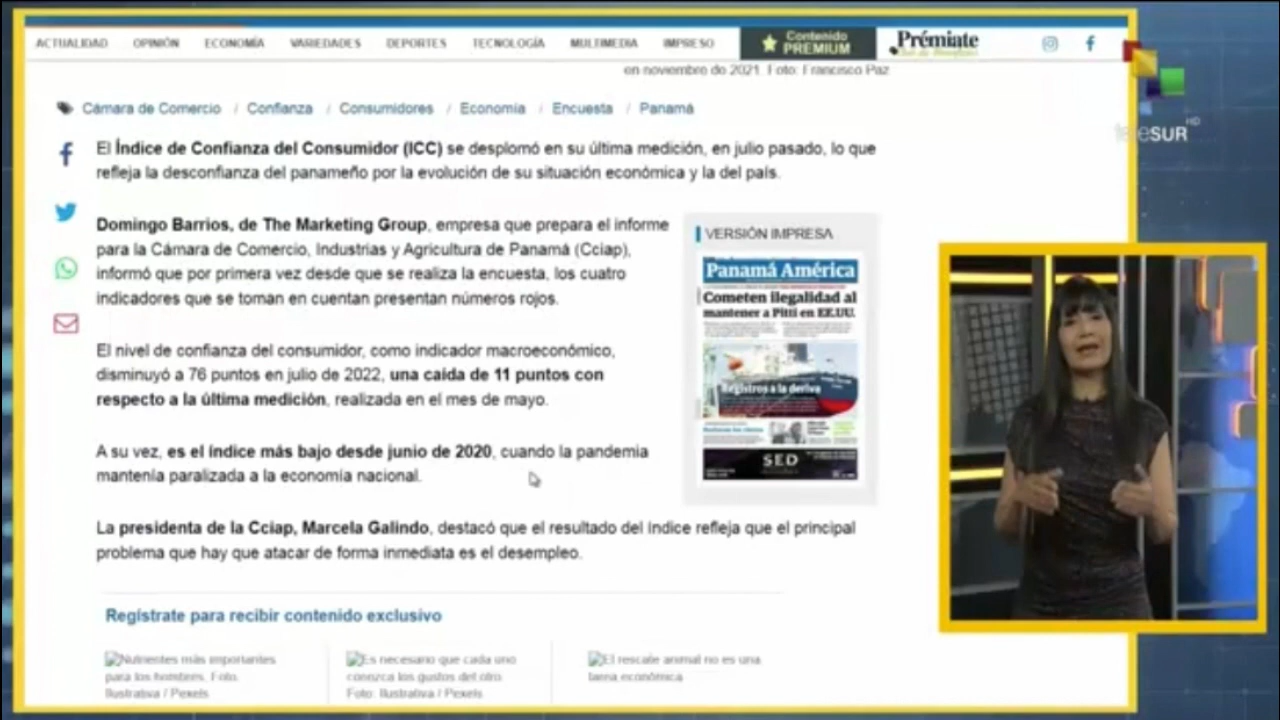 ACTUALIDAD OPINIÓN ECONOMÍA VARIEDADES DEPORTES TECNOLOGÍA MULTIMEDIA IMPRESO Contenido PREMIUM Prémiate
en noviembre de 2021. Foto: Francisco Paz
Cámara de Comercio / Confianza / Consumidores / Economía / Encuesta / Panamá
teleSUR HD
El Índice de Confianza del Consumidor (ICC) se desplomó en su última medición, en julio pasado, lo que
refleja la desconfianza del panameño por la evolución de su situación económica y la del país.
Domingo Barrios, de The Marketing Group, empresa que prepara el informe
para la Cámara de Comercio, Industrias y Agricultura de Panamá (Cciap),
informó que por primera vez desde que se realiza la encuesta, los cuatro
indicadores que se toman en cuentan presentan números rojos.
El nivel de confianza del consumidor, como indicador macroeconómico,
disminuyó a 76 puntos en julio de 2022, una caída de 11 puntos con
respecto a la última medición, realizada en el mes de mayo.
A su vez, es el índice más bajo desde junio de 2020, cuando la pandemia
mantenía paralizada a la economía nacional.
VERSIÓN IMPRESA
Panamá América
Cometen ilegalidad al
mantener a Pitti en EE.UU.
Registros a la deriva
SED
La presidenta de la Cciap, Marcela Galindo, destacó que el resultado del índice refleja que el principal
problema que hay que atacar de forma inmediata es el desempleo.
Regístrate para recibir contenido exclusivo
Nutrientes más importantes
para los hombres. Foto:
Ilustrativa / Pexels
Es necesario que cada uno
conozca los gustos del otro.
Foto: Ilustrativa / Pexels
El rescate animal no es una
tarea económica.